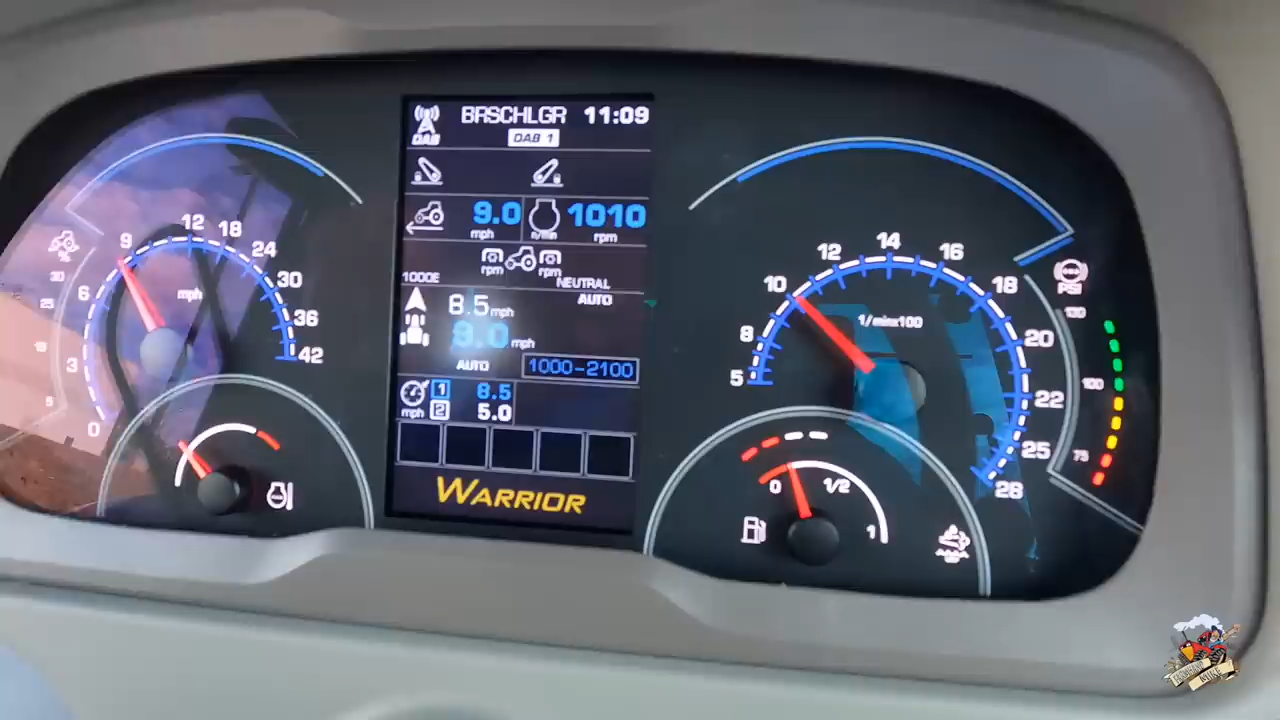 BRSCHLGR 11:09
DAB
DAB 1
9.0 mph
1010 rpm
n/min
rpm rpm
1000E NEUTRAL
8.5 mph AUTO
9.0 mph
AUTO 1000-2100
mph 1 8.5
2 5.0
WARRIOR
0 3 6 9 12 18 24 30 36 42
mph
%
5 8 10 12 14 16 18 20 22 25 28
1/minx100
PSI
130
100
75
0 1/2 1